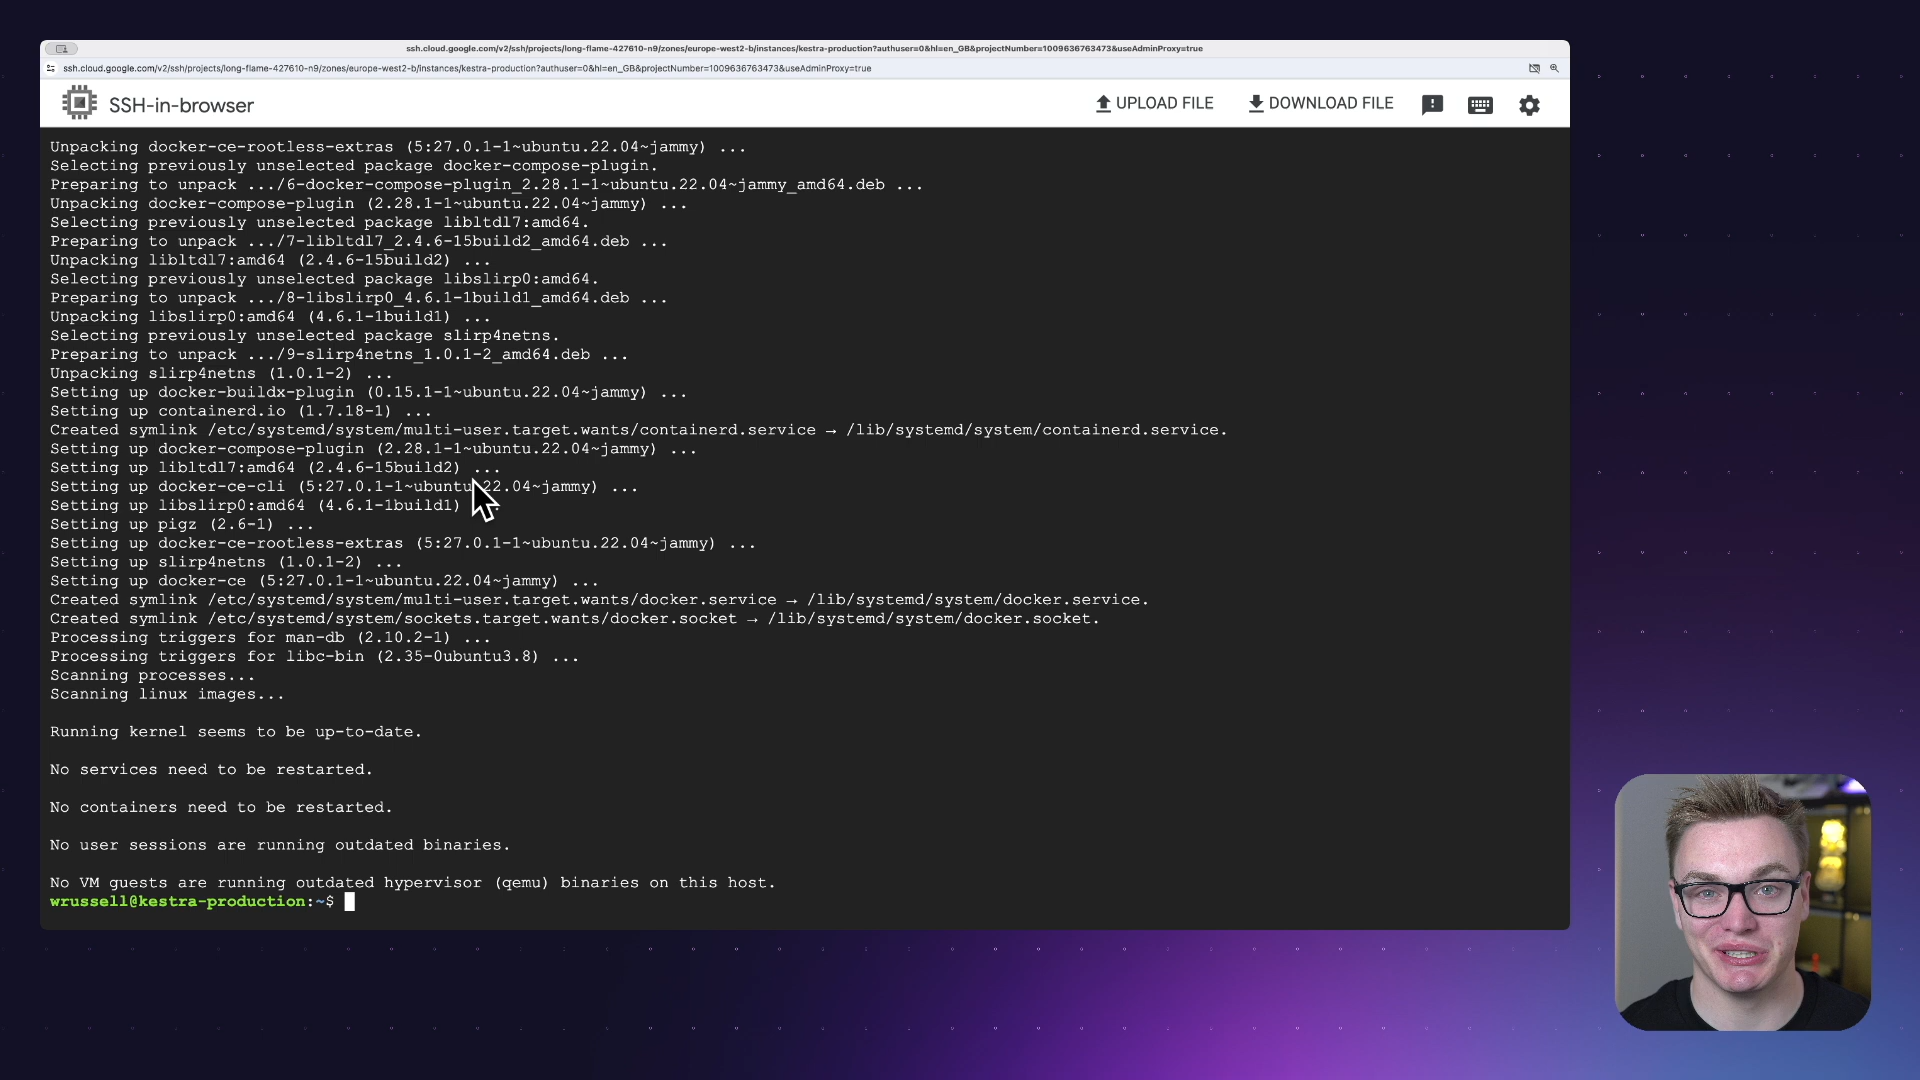 ssh.cloud.google.com/v2/ssh/projects/long-flame-427610-n9/zones/europe-west2-b/instances/kestra-production?authuser=0&hl=en_GB&projectNumber=1009636763473&useAdminProxy=true
ssh.cloud.google.com/v2/ssh/projects/long-flame-427610-n9/zones/europe-west2-b/instances/kestra-production?authuser=0&hl=en_GB&projectNumber=1009636763473&useAdminProxy=true
SSH-in-browser
UPLOAD FILE
DOWNLOAD FILE
Unpacking docker-ce-rootless-extras (5:27.0.1-1~ubuntu.22.04~jammy) ...
Selecting previously unselected package docker-compose-plugin.
Preparing to unpack .../6-docker-compose-plugin_2.28.1-1~ubuntu.22.04~jammy_amd64.deb ...
Unpacking docker-compose-plugin (2.28.1-1~ubuntu.22.04~jammy) ...
Selecting previously unselected package libltdl7:amd64.
Preparing to unpack .../7-libltdl7_2.4.6-15build2_amd64.deb ...
Unpacking libltdl7:amd64 (2.4.6-15build2) ...
Selecting previously unselected package libslirp0:amd64.
Preparing to unpack .../8-libslirp0_4.6.1-1build1_amd64.deb ...
Unpacking libslirp0:amd64 (4.6.1-1build1) ...
Selecting previously unselected package slirp4netns.
Preparing to unpack .../9-slirp4netns_1.0.1-2_amd64.deb ...
Unpacking slirp4netns (1.0.1-2) ...
Setting up docker-buildx-plugin (0.15.1-1~ubuntu.22.04~jammy) ...
Setting up containerd.io (1.7.18-1) ...
Created symlink /etc/systemd/system/multi-user.target.wants/containerd.service → /lib/systemd/system/containerd.service.
Setting up docker-compose-plugin (2.28.1-1~ubuntu.22.04~jammy) ...
Setting up libltdl7:amd64 (2.4.6-15build2) ...
Setting up docker-ce-cli (5:27.0.1-1~ubuntu.22.04~jammy) ...
Setting up libslirp0:amd64 (4.6.1-1build1) ...
Setting up pigz (2.6-1) ...
Setting up docker-ce-rootless-extras (5:27.0.1-1~ubuntu.22.04~jammy) ...
Setting up slirp4netns (1.0.1-2) ...
Setting up docker-ce (5:27.0.1-1~ubuntu.22.04~jammy) ...
Created symlink /etc/systemd/system/multi-user.target.wants/docker.service → /lib/systemd/system/docker.service.
Created symlink /etc/systemd/system/sockets.target.wants/docker.socket → /lib/systemd/system/docker.socket.
Processing triggers for man-db (2.10.2-1) ...
Processing triggers for libc-bin (2.35-0ubuntu3.8) ...
Scanning processes...
Scanning linux images...
Running kernel seems to be up-to-date.
No services need to be restarted.
No containers need to be restarted.
No user sessions are running outdated binaries.
No VM guests are running outdated hypervisor (qemu) binaries on this host.
wrussell@kestra-production:~$